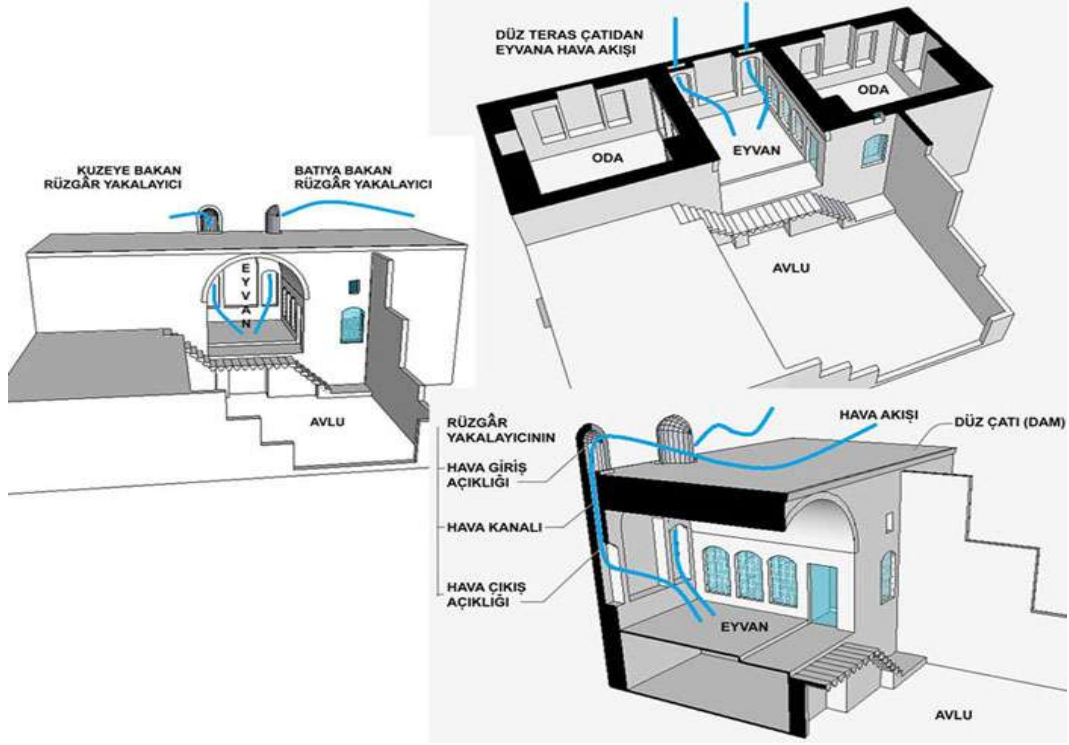 DÜZ TERAS ÇATIDAN
EYVANA HAVA AKIŞI
ODA
EYVAN
ODA
AVLU
KUZEYE BAKAN
RÜZGÂR YAKALAYICI
BATIYA BAKAN
RÜZGÂR YAKALAYICI
EYVAN
AVLU
RÜZGÂR
YAKALAYICININ
HAVA GİRİŞ
AÇIKLIĞI
HAVA KANALI
HAVA ÇIKIŞ
AÇIKLIĞI
HAVA AKIŞI
DÜZ ÇATI (DAM)
EYVAN
AVLU